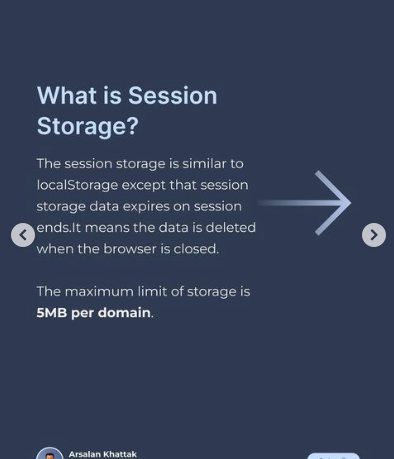 What is Session
Storage?
The session storage is similar to
localStorage except that session
storage data expires on session
ends.It means the data is deleted
when the browser is closed.
The maximum limit of storage is
5MB per domain.
Arsalan Khattak